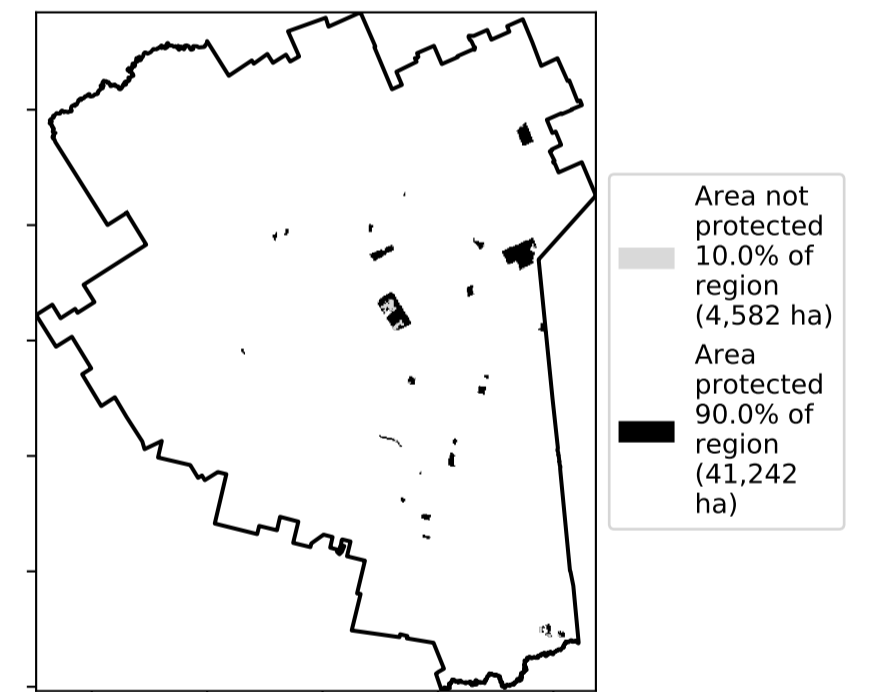 Area not
protected
10.0% of
region
(4,582 ha)
Area
protected
90.0% of
region
(41,242
ha)